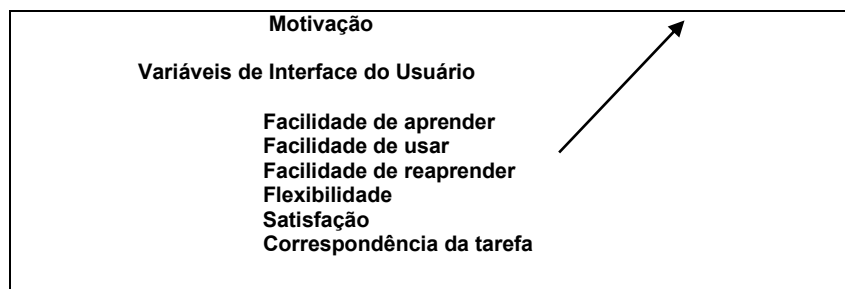 Motivação
Variáveis de Interface do Usuário
Facilidade de aprender
Facilidade de usar
Facilidade de reaprender
Flexibilidade
Satisfação
Correspondência da tarefa